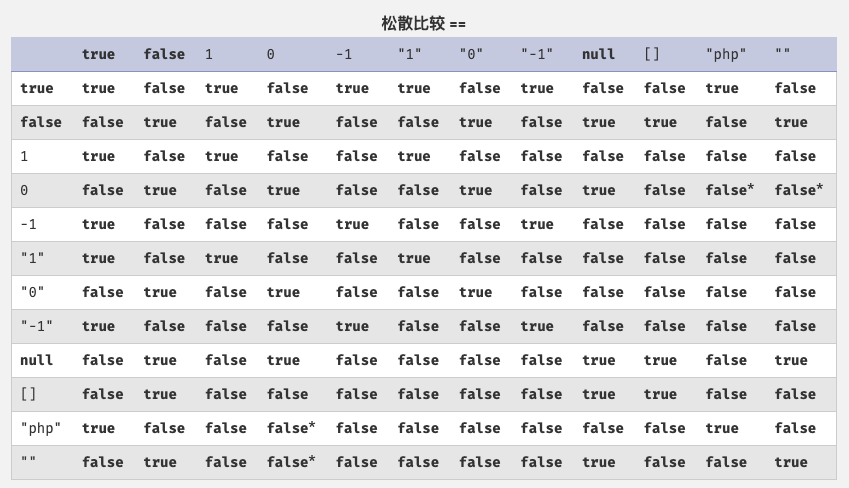 松散比较 ==
true false 1 0 -1 "1" "0" "-1" null [] "php" ""
true true false true false true true false true false false true false
false false true false true false false true false true true false true
1 true false true false false true false false false false false false
0 false true false true false false true false true false false* false*
-1 true false false false true false false true false false false false
"1" true false true false false true false false false false false false
"0" false true false true false false true false false false false false
"-1" true false false false true false false true false false false false
null false true false true false false false false true true false true
[] false true false false false false false false true true false false
"php" true false false false* false false false false false false true false
"" false true false false* false false false false true false false true